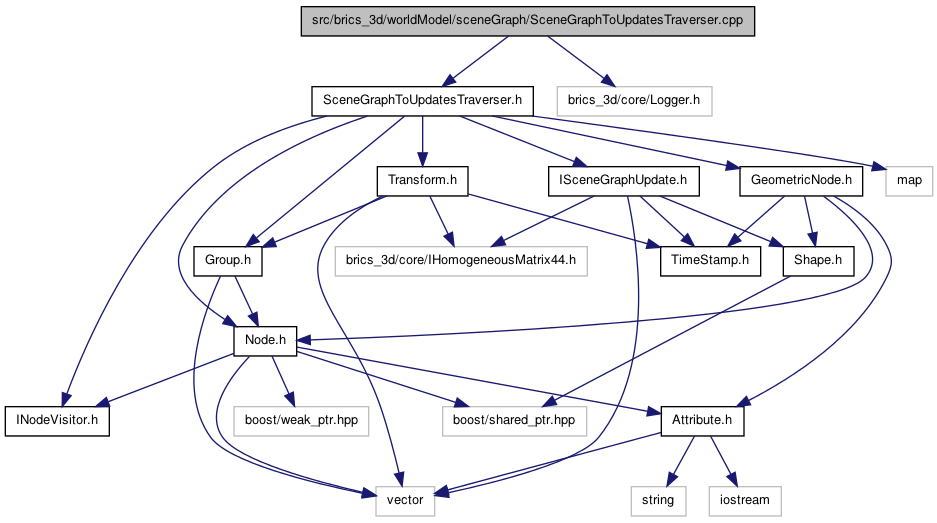 src/brics_3d/worldModel/sceneGraph/SceneGraphToUpdatesTraverser.cpp
SceneGraphToUpdatesTraverser.h
brics_3d/core/Logger.h
Transform.h
ISceneGraphUpdate.h
GeometricNode.h
map
Group.h
brics_3d/core/IHomogeneousMatrix44.h
TimeStamp.h
Shape.h
Node.h
INodeVisitor.h
boost/weak_ptr.hpp
boost/shared_ptr.hpp
Attribute.h
vector
string
iostream